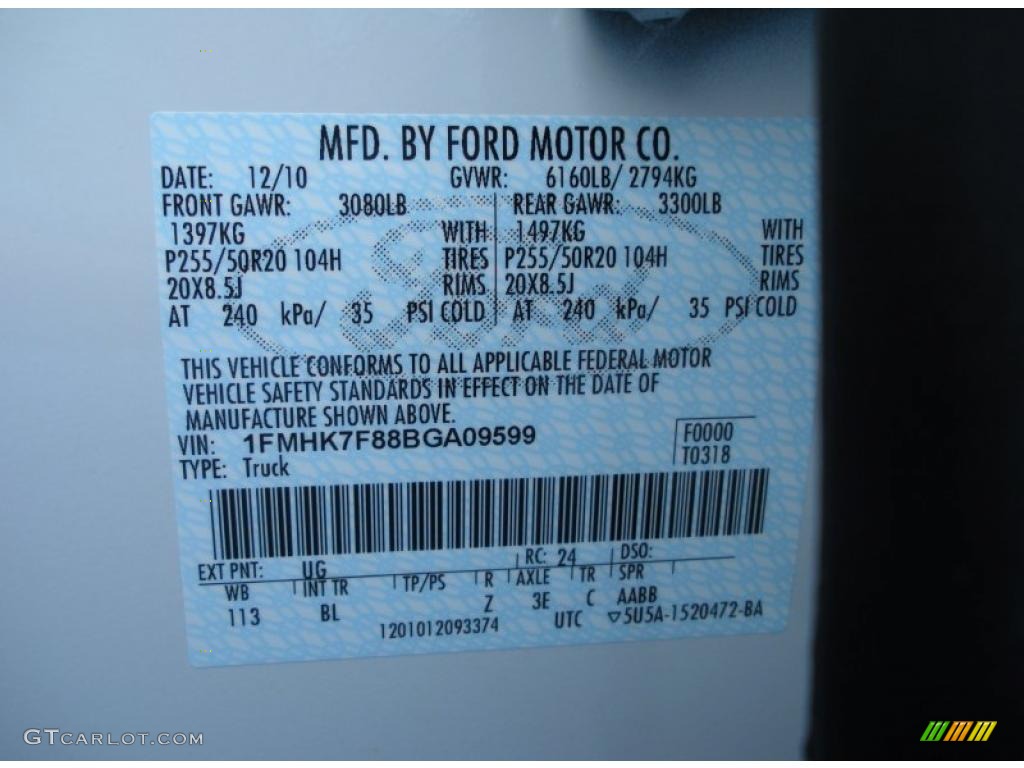 MFD. BY FORD MOTOR CO.
DATE: 12/10 GVWR: 6160LB/ 2794KG
FRONT GAWR: 3080LB REAR GAWR: 3300LB
1397KG WITH 1497KG WITH
P255/50R20 104H TIRES P255/50R20 104H TIRES
20X8.5J RIMS 20X8.5J RIMS
AT 240 kPa/ 35 PSI COLD AT 240 kPa/ 35 PSI COLD
THIS VEHICLE CONFORMS TO ALL APPLICABLE FEDERAL MOTOR
VEHICLE SAFETY STANDARDS IN EFFECT ON THE DATE OF
MANUFACTURE SHOWN ABOVE.
VIN: 1FMHK7F88BGA09599 F0000
TYPE: Truck T0318
EXT PNT: UG RC: 24 DSO:
WB INT TR TP/PS R AXLE TR SPR
113 BL Z 3E C AABB
1201012093374 UTC ▽5U5A-1520472-BA
GTCARLOT.COM